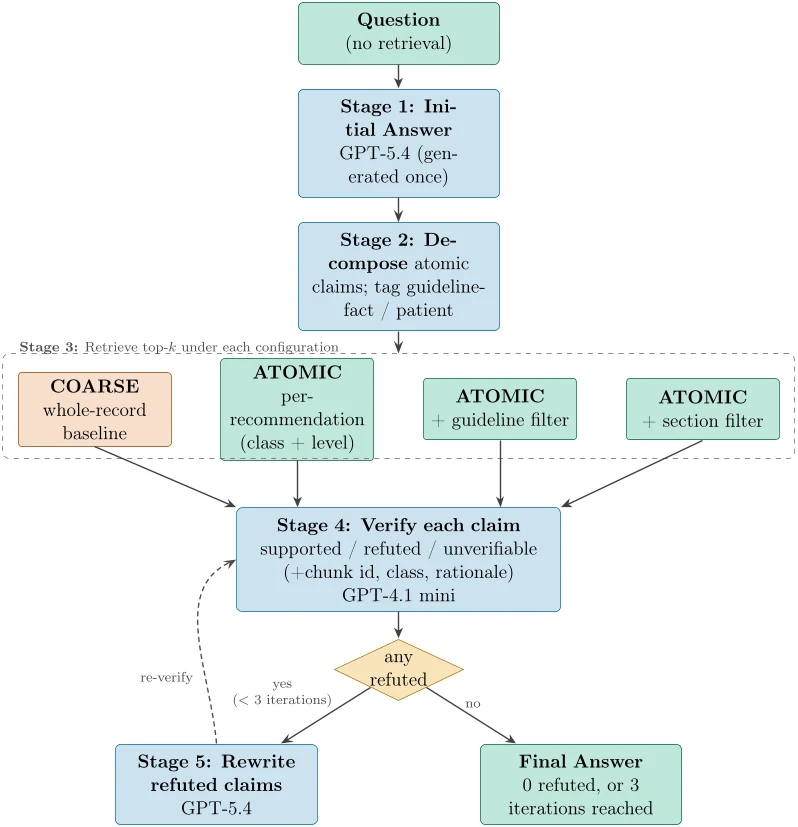 Question
(no retrieval)
Stage 1: Ini-
tial Answer
GPT-5.4 (gen-
erated once)
Stage 2: De-
compose atomic
claims; tag guideline-
fact / patient
Stage 3: Retrieve top-k under each configuration
COARSE
whole-record
baseline
ATOMIC
per-
recommendation
(class + level)
ATOMIC
+ guideline filter
ATOMIC
+ section filter
Stage 4: Verify each claim
supported / refuted / unverifiable
(+chunk id, class, rationale)
GPT-4.1 mini
any
refuted
re-verify
yes
(< 3 iterations)
no
Stage 5: Rewrite
refuted claims
GPT-5.4
Final Answer
0 refuted, or 3
iterations reached